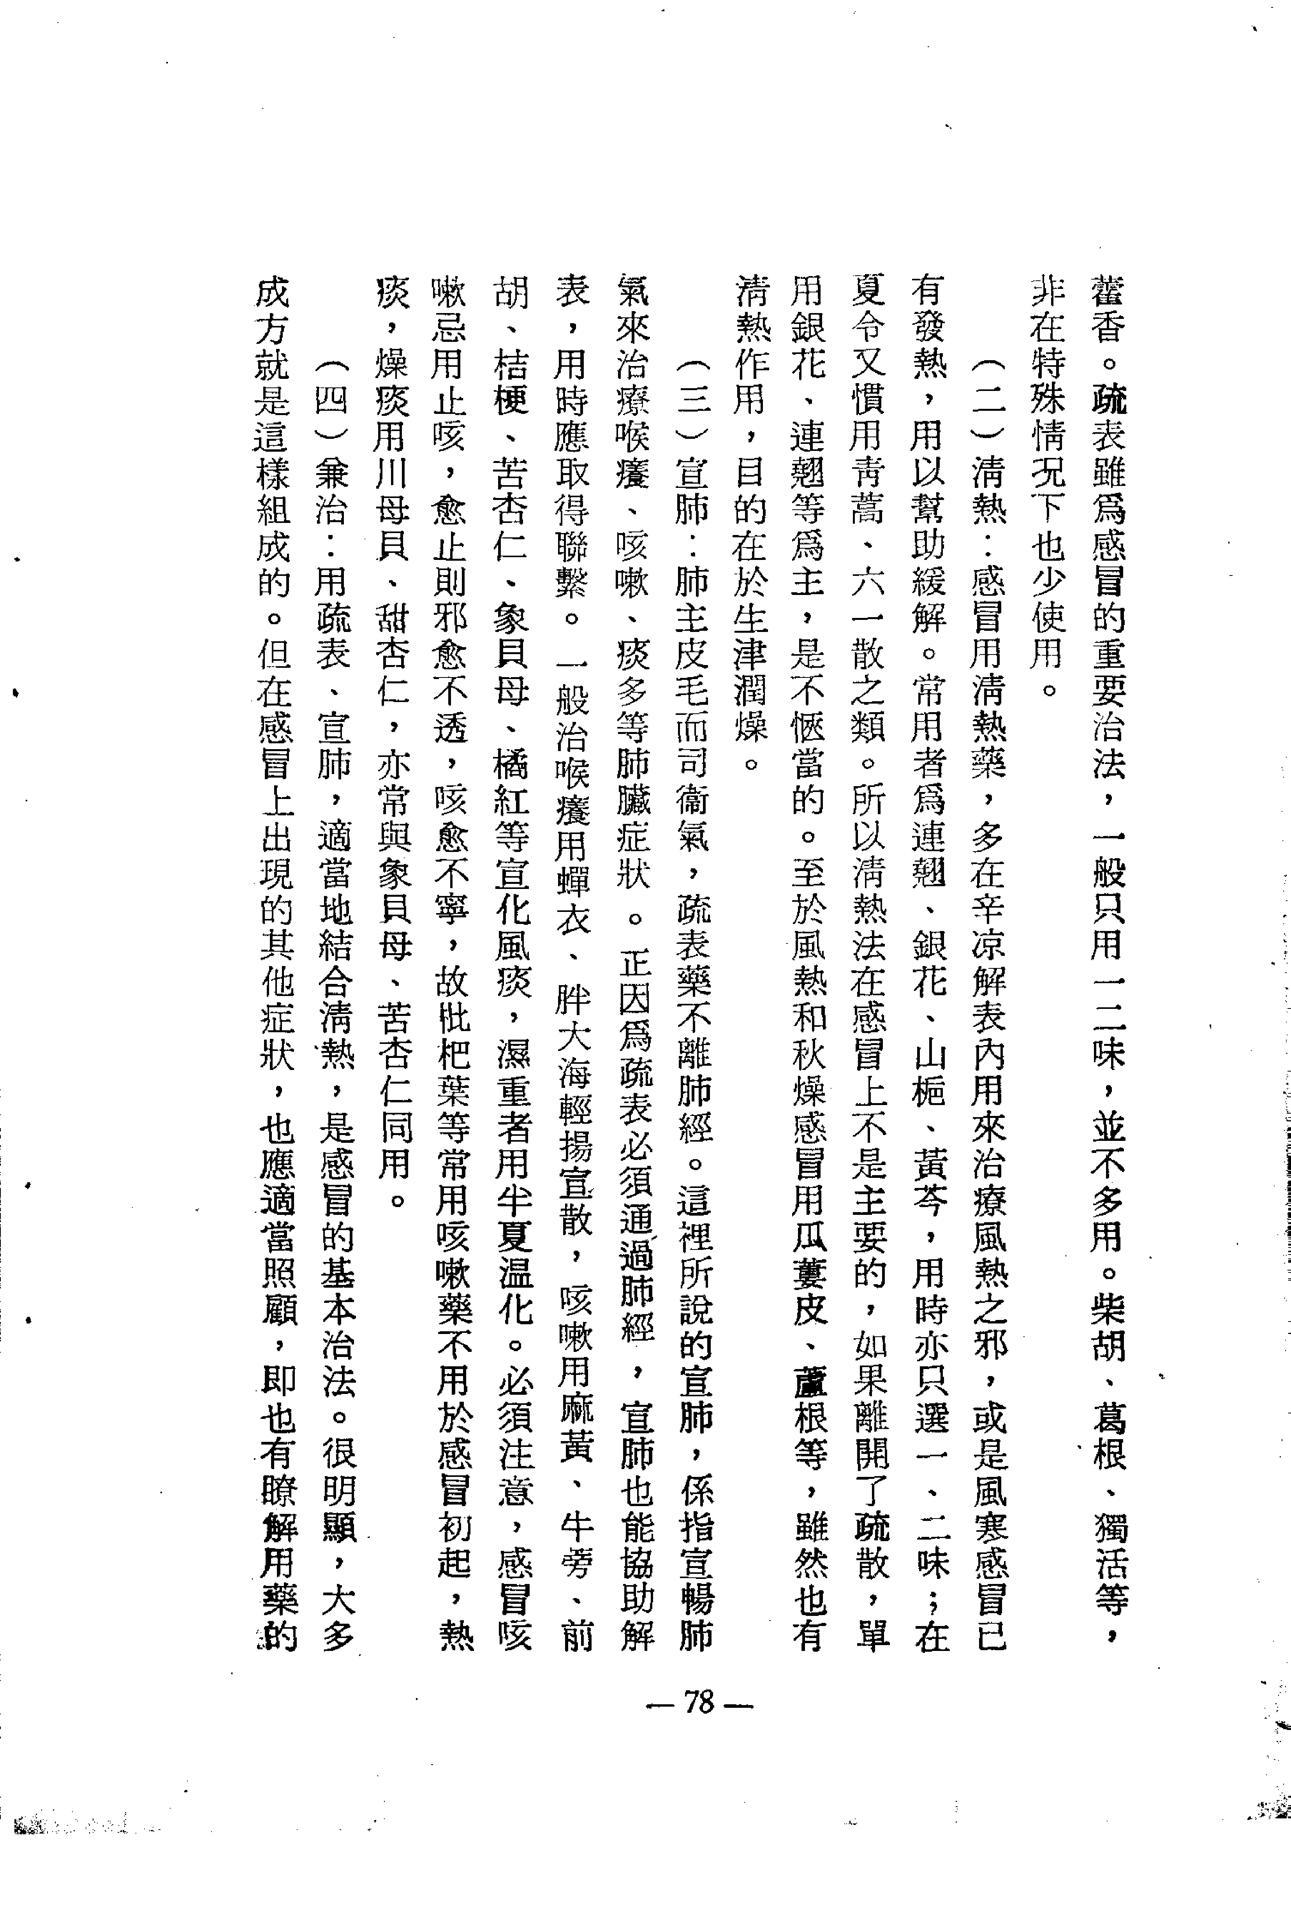 藿香。疏表雖爲感冒的重要治法，一般只用一二味，並不多用。柴胡、葛根、獨活等，
非在特殊情况下也少使用。
（二）淸熱：感冒用淸熱藥，多在辛凉解表內用來治療風熱之邪，或是風寒感冒已
有發熱，用以幫助緩解。常用者爲連翹、銀花、山梔、黃芩，用時亦只選一、二味；在
夏令又慣用靑蒿、六一散之類。所以淸熱法在感冒上不是主要的，如果離開了疏散，單
用銀花、連翹等爲主，是不愜當的。至於風熱和秋燥感冒用瓜蔞皮、蘆根等，雖然也有
淸熱作用，目的在於生津潤燥。
（三）宣肺：肺主皮毛而司衞氣，疏表藥不離肺經。這裡所說的宣肺，係指宣暢肺
氣來治療喉癢、咳嗽、痰多等肺臟症狀。正因爲疏表必須通過肺經，宣肺也能協助解
表，用時應取得聯繫。一般治喉癢用蟬衣、胖大海輕揚宣散，咳嗽用麻黃、牛蒡、前
胡、桔梗、苦杏仁、象貝母、橘紅等宣化風痰，濕重者用半夏温化。必須注意，感冒咳
嗽忌用止咳，愈止則邪愈不透，咳愈不寧，故枇杷葉等常用咳嗽藥不用於感冒初起，熱
痰，燥痰用川母貝、甜杏仁，亦常與象貝母、苦杏仁同用。
（四）兼治：用疏表、宣肺，適當地結合淸熱，是感冒的基本治法。很明顯，大多
成方就是這樣組成的。但在感冒上出現的其他症狀，也應適當照顧，即也有瞭解用藥的
—78—